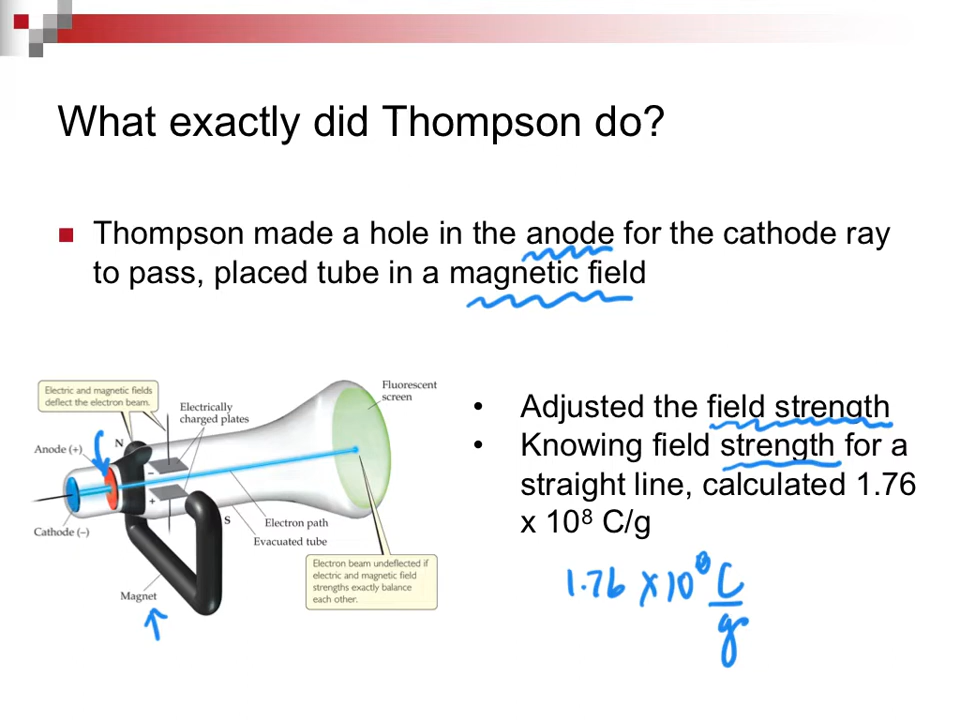 What exactly did Thompson do?
Thompson made a hole in the anode for the cathode ray
to pass, placed tube in a magnetic field
Electric and magnetic fields
deflect the electron beam.
Anode (+)
N
Electrically
charged plates
Fluorescent
screen
−
+
Cathode (−)
S
Electron path
Evacuated tube
Magnet
Electron beam undeflected if
electric and magnetic field
strengths exactly balance
each other.
• Adjusted the field strength
• Knowing field strength for a
straight line, calculated 1.76
x 10⁸ C/g
1.76 x 10⁸ C/g